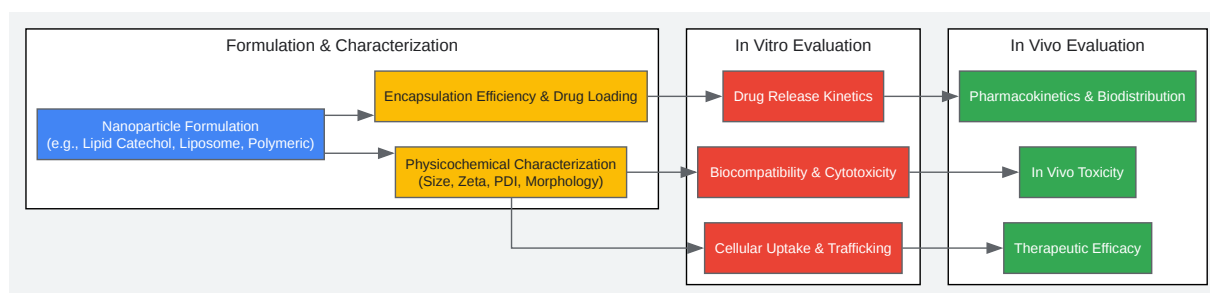 Formulation & Characterization
Nanoparticle Formulation
(e.g., Lipid Catechol, Liposome, Polymeric)
Encapsulation Efficiency & Drug Loading
Physicochemical Characterization
(Size, Zeta, PDI, Morphology)
In Vitro Evaluation
Drug Release Kinetics
Biocompatibility & Cytotoxicity
Cellular Uptake & Trafficking
In Vivo Evaluation
Pharmacokinetics & Biodistribution
In Vivo Toxicity
Therapeutic Efficacy